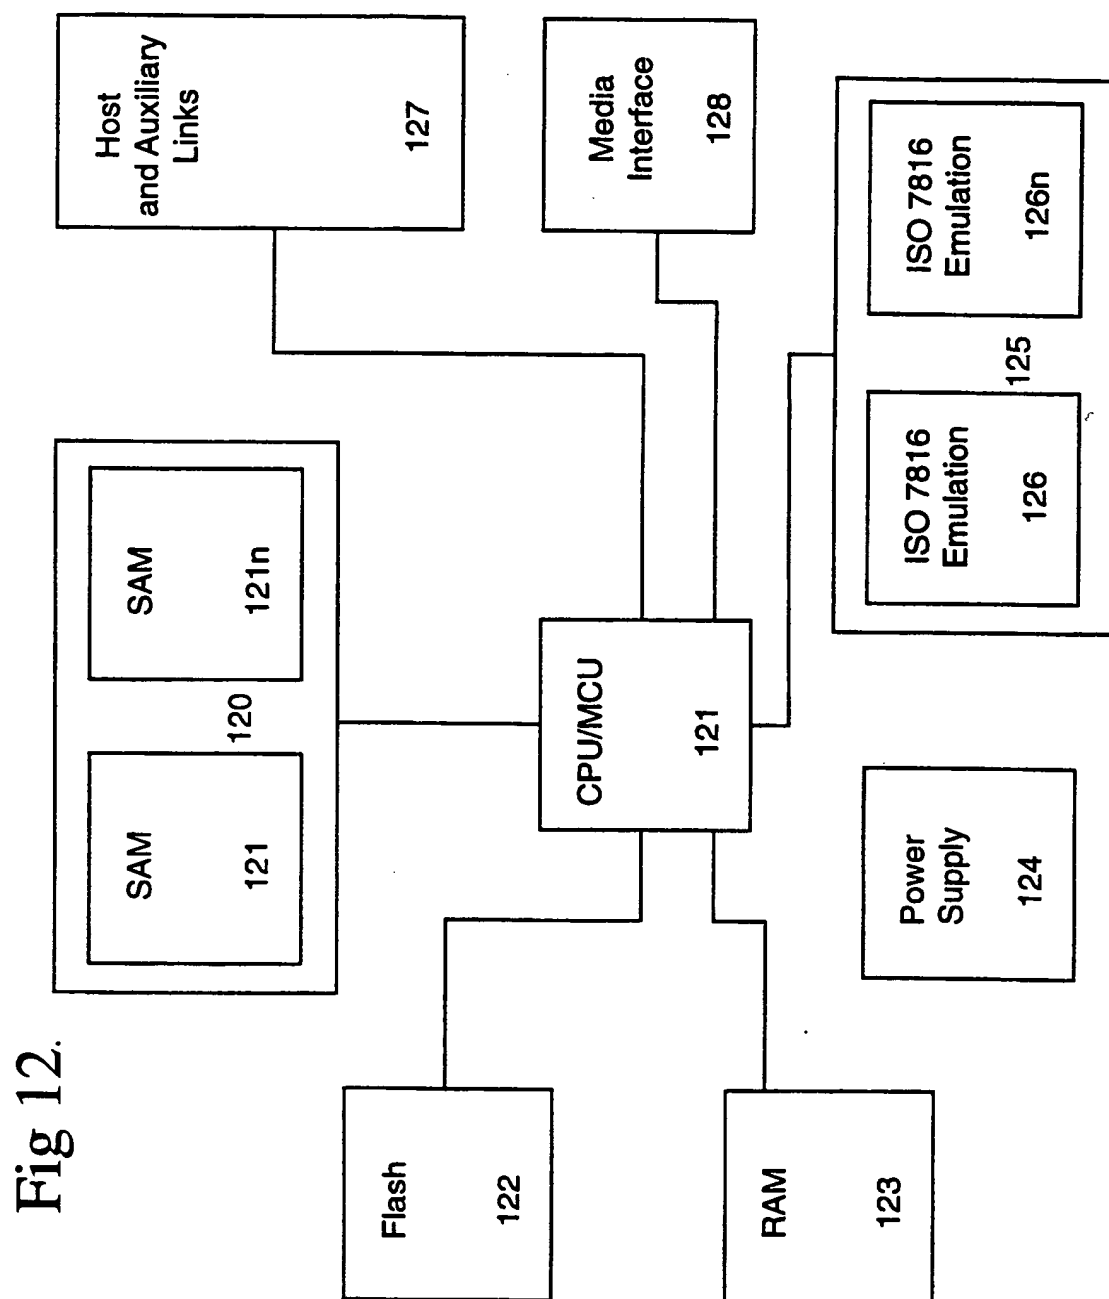 Fig 12.
SAM
121
120
SAM
121n
Host
and Auxiliary
Links
127
Flash
122
CPU/MCU
121
Media
Interface
128
RAM
123
Power
Supply
124
ISO 7816
Emulation
126
125
ISO 7816
Emulation
126n